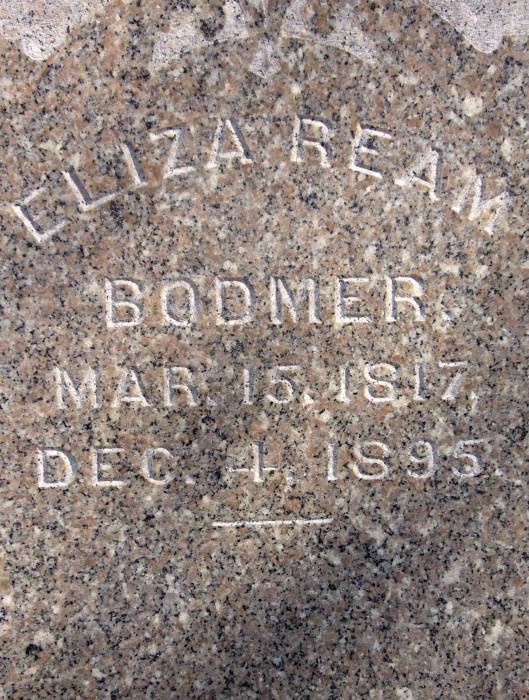 ELIZA REAM
BODMER.
MAR. 15, 1817,
DEC. 4, 1895.